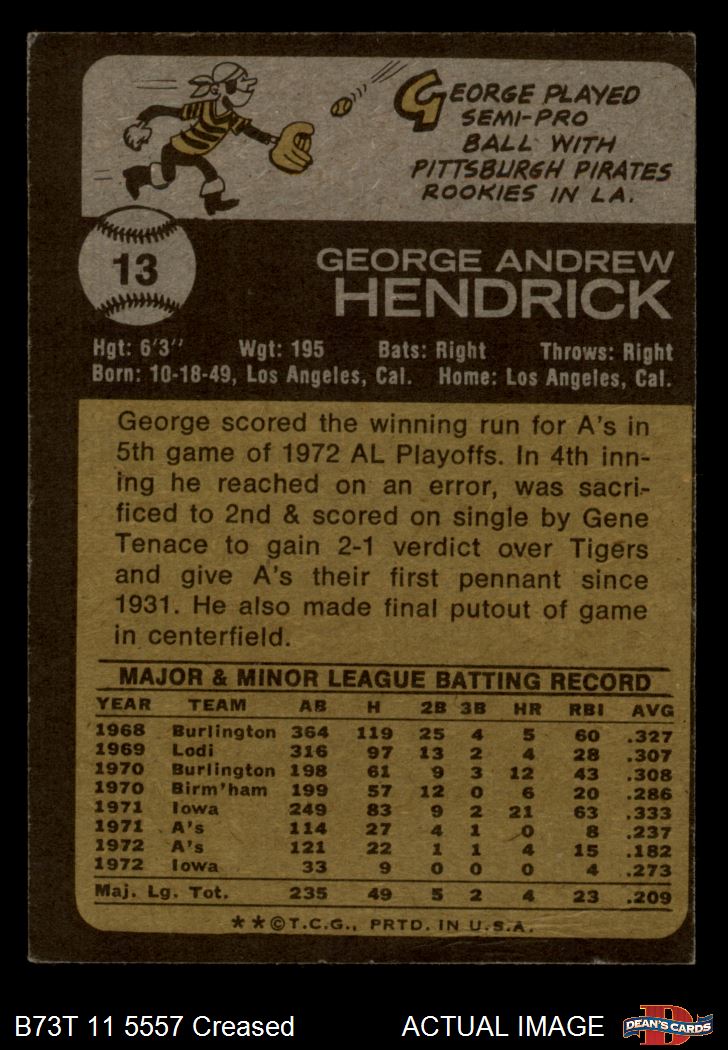 GEORGE PLAYED
SEMI-PRO
BALL WITH
PITTSBURGH PIRATES
ROOKIES IN LA.
13
GEORGE ANDREW
HENDRICK
Hgt: 6'3" Wgt: 195 Bats: Right Throws: Right
Born: 10-18-49, Los Angeles, Cal. Home: Los Angeles, Cal.
George scored the winning run for A's in
5th game of 1972 AL Playoffs. In 4th inn-
ing he reached on an error, was sacri-
ficed to 2nd & scored on single by Gene
Tenace to gain 2-1 verdict over Tigers
and give A's their first pennant since
1931. He also made final putout of game
in centerfield.
MAJOR & MINOR LEAGUE BATTING RECORD
YEAR TEAM AB H 2B 3B HR RBI AVG
1968 Burlington 364 119 25 4 5 60 .327
1969 Lodi 316 97 13 2 4 28 .307
1970 Burlington 198 61 9 3 12 43 .308
1970 Birm'ham 199 57 12 0 6 20 .286
1971 Iowa 249 83 9 2 21 63 .333
1971 A's 114 27 4 1 0 8 .237
1972 A's 121 22 1 1 4 15 .182
1972 Iowa 33 9 0 0 0 4 .273
Maj. Lg. Tot. 235 49 5 2 4 23 .209
**©T.C.G., PRTD. IN U.S.A.
B73T 11 5557 Creased ACTUAL IMAGE
D
DEAN'S CARDS